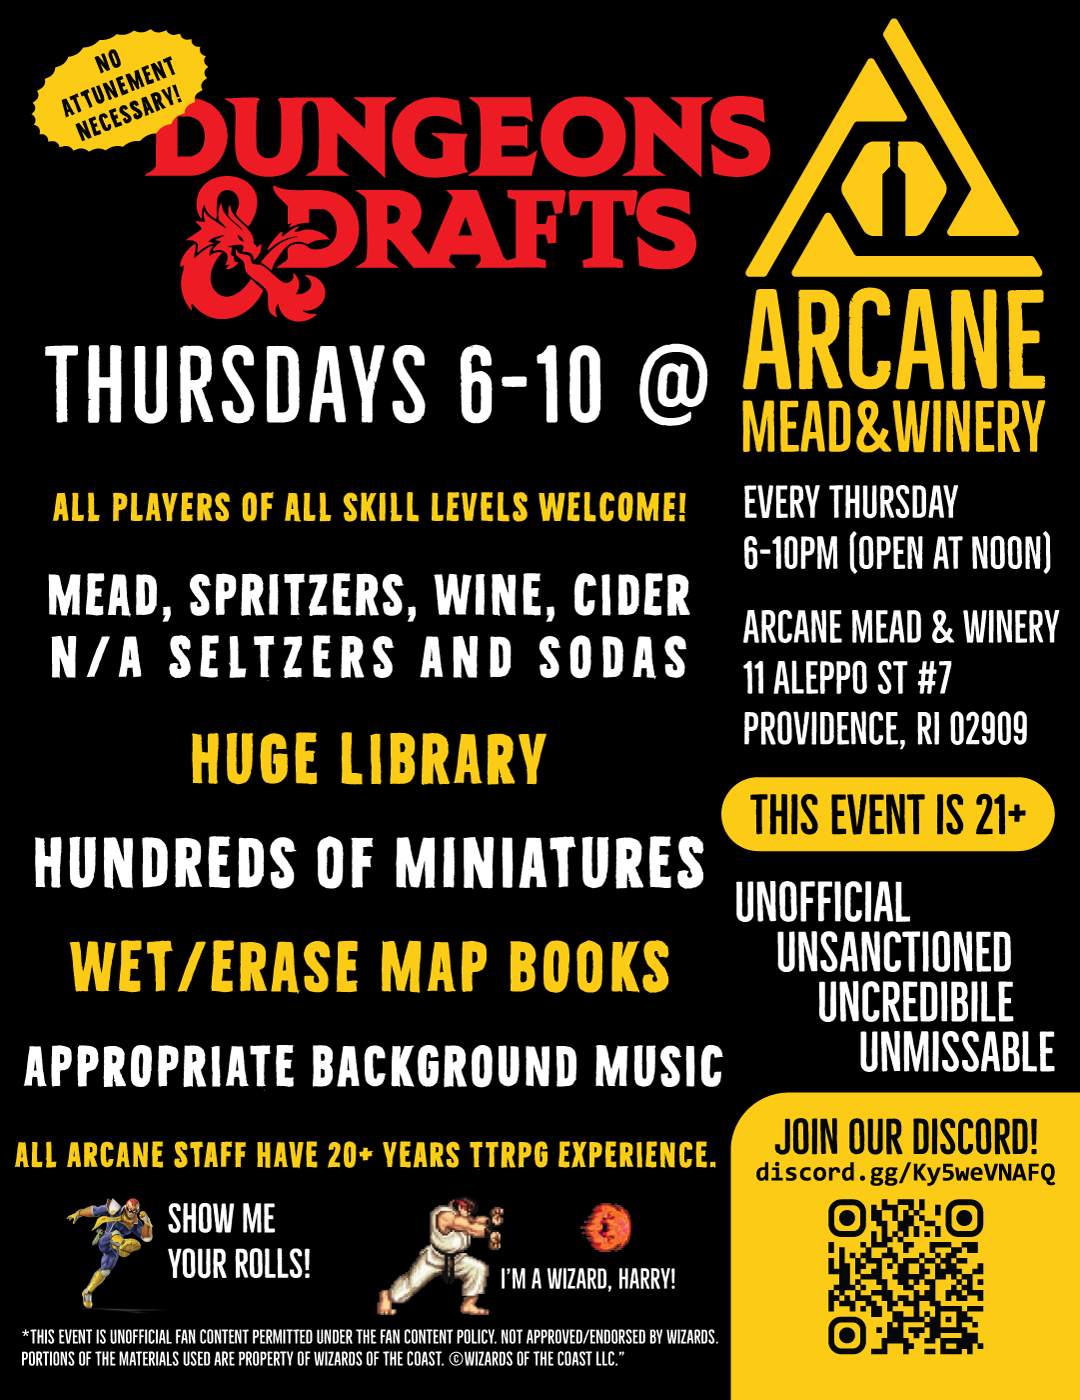 NO
ATTUNEMENT
NECESSARY!
DUNGEONS
& DRAFTS
THURSDAYS 6-10 @
ALL PLAYERS OF ALL SKILL LEVELS WELCOME!
MEAD, SPRITZERS, WINE, CIDER
N/A SELTZERS AND SODAS
HUGE LIBRARY
HUNDREDS OF MINIATURES
WET/ERASE MAP BOOKS
APPROPRIATE BACKGROUND MUSIC
ALL ARCANE STAFF HAVE 20+ YEARS TTRPG EXPERIENCE.
SHOW ME
YOUR ROLLS!
I'M A WIZARD, HARRY!
*THIS EVENT IS UNOFFICIAL FAN CONTENT PERMITTED UNDER THE FAN CONTENT POLICY. NOT APPROVED/ENDORSED BY WIZARDS.
PORTIONS OF THE MATERIALS USED ARE PROPERTY OF WIZARDS OF THE COAST. ©WIZARDS OF THE COAST LLC."
ARCANE
MEAD&WINERY
EVERY THURSDAY
6-10PM (OPEN AT NOON)
ARCANE MEAD & WINERY
11 ALEPPO ST #7
PROVIDENCE, RI 02909
THIS EVENT IS 21+
UNOFFICIAL
UNSANCTIONED
UNCREDIBILE
UNMISSABLE
JOIN OUR DISCORD!
discord.gg/Ky5weVNAFQ